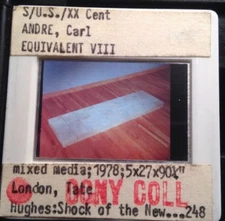 S/U.S./XX Cent
ANDRE, Carl
EQUIVALENT VIII
mixed media;1978;5x27x90¼"
London, Tate
CONY COLL
Hughes:Shock of the New...248